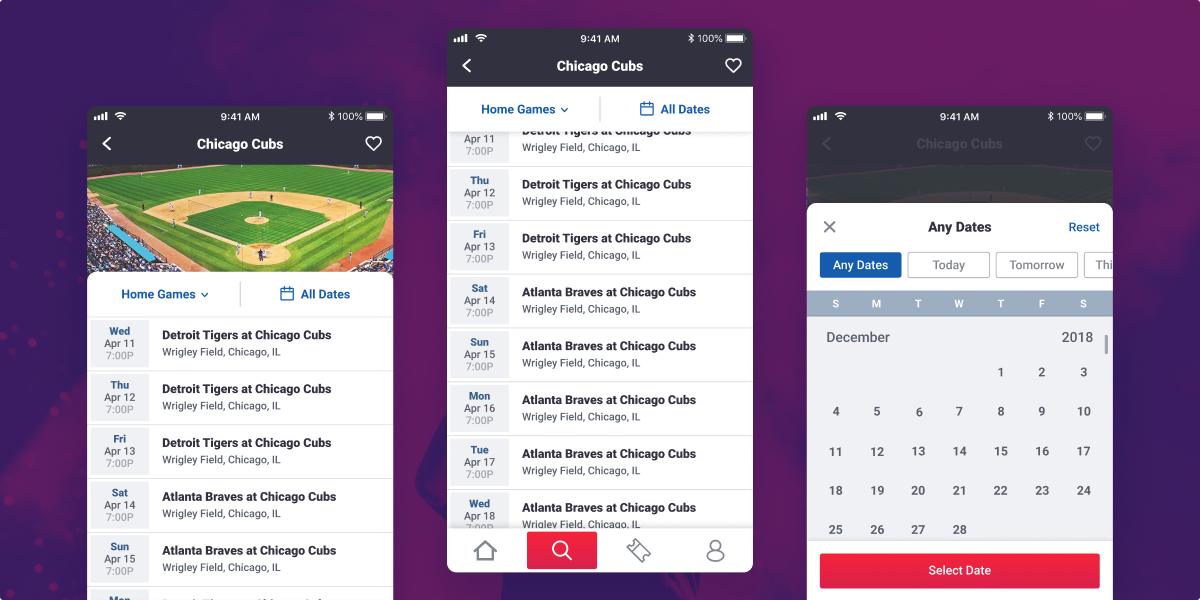 9:41 AM
100%
Chicago Cubs
Home Games
All Dates
Wed
Apr 11
7:00P
Detroit Tigers at Chicago Cubs
Wrigley Field, Chicago, IL
Thu
Apr 12
7:00P
Detroit Tigers at Chicago Cubs
Wrigley Field, Chicago, IL
Fri
Apr 13
7:00P
Detroit Tigers at Chicago Cubs
Wrigley Field, Chicago, IL
Sat
Apr 14
7:00P
Atlanta Braves at Chicago Cubs
Wrigley Field, Chicago, IL
Sun
Apr 15
7:00P
Atlanta Braves at Chicago Cubs
Wrigley Field, Chicago, IL
Mon
9:41 AM
100%
Chicago Cubs
Home Games
All Dates
Apr 11
7:00P
Detroit Tigers at Chicago Cubs
Wrigley Field, Chicago, IL
Thu
Apr 12
7:00P
Detroit Tigers at Chicago Cubs
Wrigley Field, Chicago, IL
Fri
Apr 13
7:00P
Detroit Tigers at Chicago Cubs
Wrigley Field, Chicago, IL
Sat
Apr 14
7:00P
Atlanta Braves at Chicago Cubs
Wrigley Field, Chicago, IL
Sun
Apr 15
7:00P
Atlanta Braves at Chicago Cubs
Wrigley Field, Chicago, IL
Mon
Apr 16
7:00P
Atlanta Braves at Chicago Cubs
Wrigley Field, Chicago, IL
Tue
Apr 17
7:00P
Atlanta Braves at Chicago Cubs
Wrigley Field, Chicago, IL
Wed
Apr 18
7:00P
Atlanta Braves at Chicago Cubs
Wrigley Field, Chicago, IL
9:41 AM
100%
Chicago Cubs
Any Dates
Reset
Any Dates
Today
Tomorrow
Thi
S M T W T F S
December 2018
1 2 3
4 5 6 7 8 9 10
11 12 13 14 15 16 17
18 19 20 21 22 23 24
25 26 27 28
Select Date